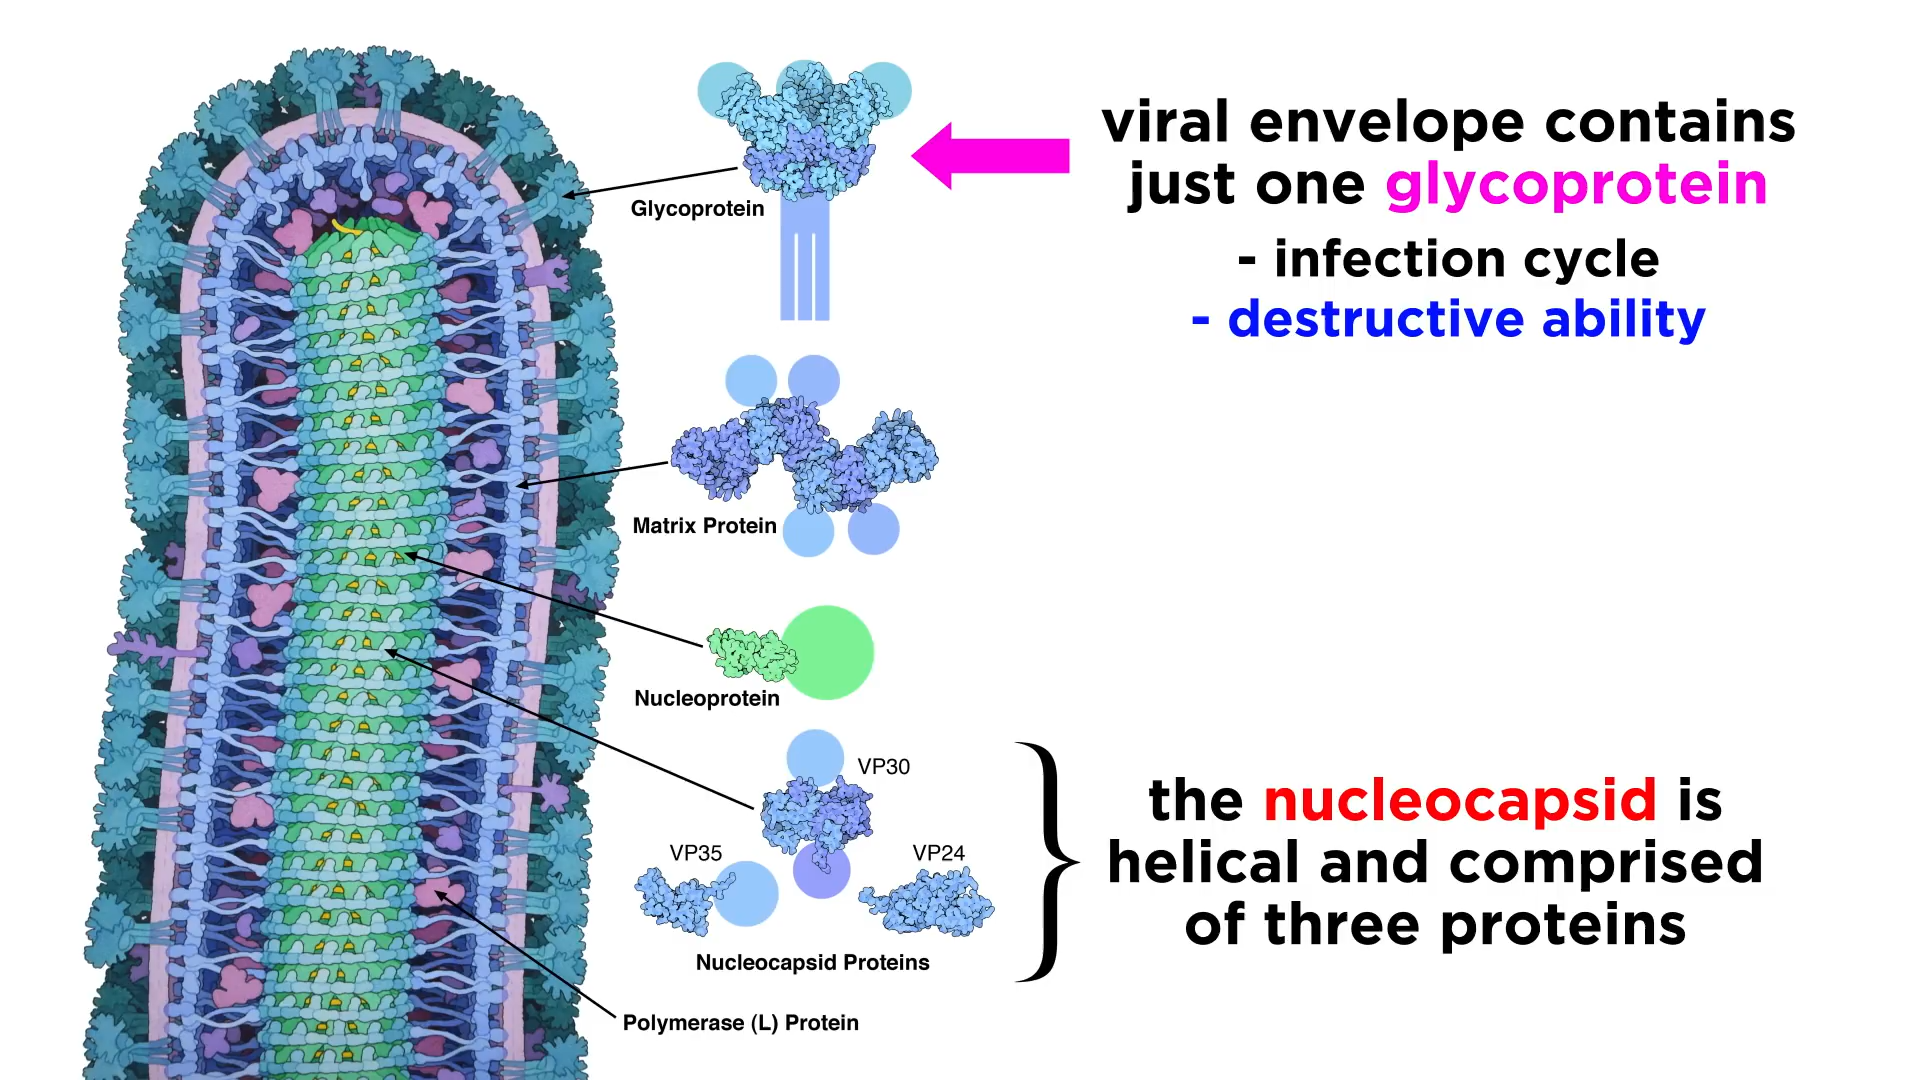 viral envelope contains
just one glycoprotein
- infection cycle
- destructive ability
Glycoprotein
Matrix Protein
Nucleoprotein
VP30
VP35
VP24
Nucleocapsid Proteins
Polymerase (L) Protein
the nucleocapsid is
helical and comprised
of three proteins